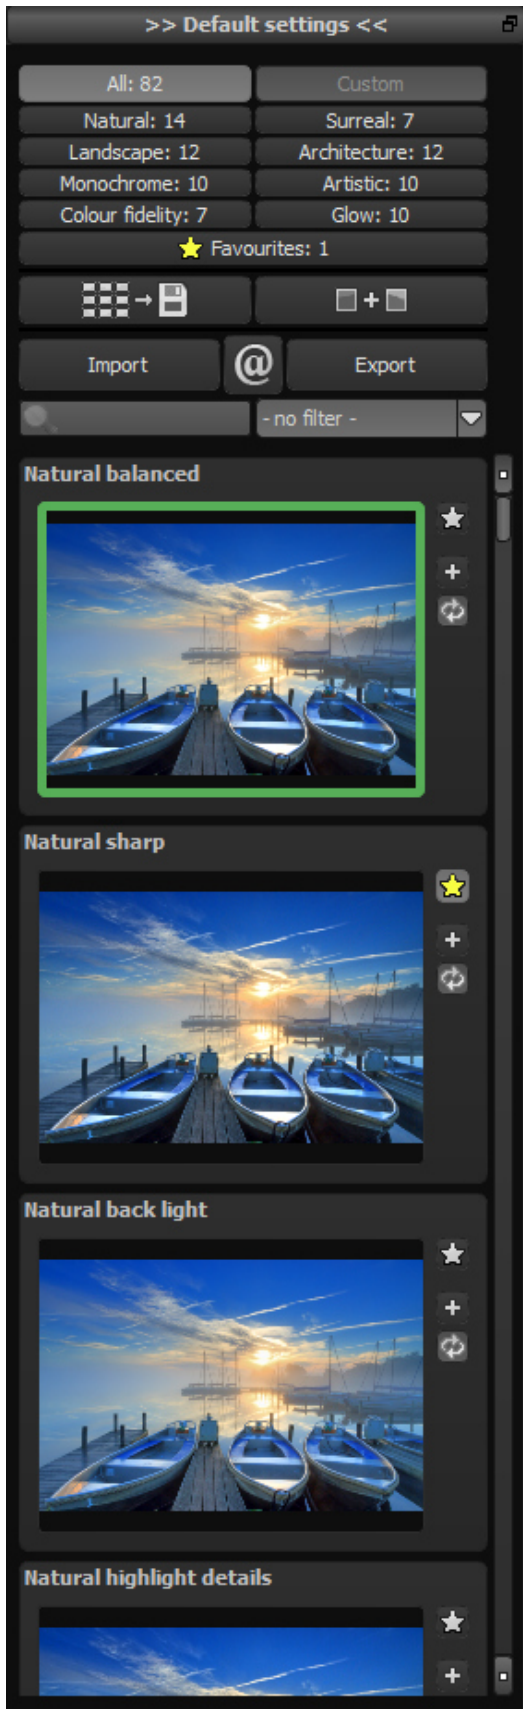 >> Default settings <<
All: 82 Custom
Natural: 14 Surreal: 7
Landscape: 12 Architecture: 12
Monochrome: 10 Artistic: 10
Colour fidelity: 7 Glow: 10
Favourites: 1
Import @ Export
- no filter -
Natural balanced
Natural sharp
Natural back light
Natural highlight details